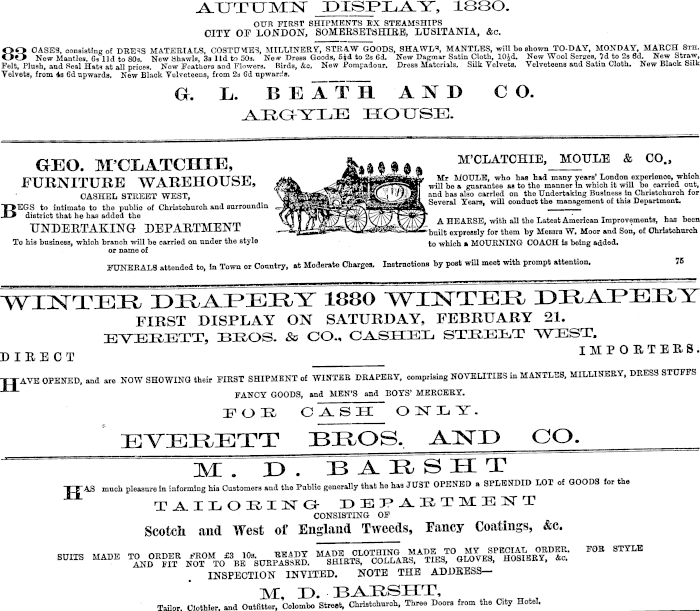 AUTUMN DISPLAY, 1880.
OUR FIRST SHIPMENTS EX STEAMSHIPS
CITY OF LONDON, SOMERSETSHIRE, LUSITANIA, &c.
83 CASES, consisting of DRESS MATERIALS, COSTUMES, MILLINERY, STRAW GOODS, SHAWLS, MANTLES, will be shown TO-DAY, MONDAY, MARCH 8TH.
New Mantles, 6s 11d to 80s. New Shawls, 3s 11d to 50s. New Dress Goods, 5½d to 2s 6d. New Dagmar Satin Cloth, 10½d. New Wool Serges, 7d to 2s 6d. New Straw,
Felt, Plush, and Seal Hats at all prices. New Feathers and Flowers. Birds, &c. New Pompadour. Dress Materials. Silk Velvets. Velveteens and Satin Cloth. New Black Silk
Velvets, from 4s 6d upwards. New Black Velveteens, from 2s 6d upwards.
G. L. BEATH AND CO.
ARGYLE HOUSE.
GEO. M'CLATCHIE,
FURNITURE WAREHOUSE,
CASHEL STREET WEST,
BEGS to intimate to the public of Christchurch and surroundin
district that he has added the
UNDERTAKING DEPARTMENT
To his business, which branch will be carried on under the style
or name of
M'CLATCHIE, MOULE & CO.,
Mr MOULE, who has had many years' London experience, which
will be a guarantee as to the manner in which it will be carried out,
and has also carried on the Undertaking Business in Christchurch for
Several Years, will conduct the management of this Department.
A HEARSE, with all the Latest American Improvements, has been
built expressly for them by Messrs W. Moor and Son, of Christchurch
to which a MOURNING COACH is being added.
FUNERALS attended to, in Town or Country, at Moderate Charges. Instructions by post will meet with prompt attention. 75
WINTER DRAPERY 1880 WINTER DRAPERY
FIRST DISPLAY ON SATURDAY, FEBRUARY 21.
EVERETT, BROS. & CO., CASHEL STREET WEST,
DIRECT IMPORTERS.
HAVE OPENED, and are NOW SHOWING their FIRST SHIPMENT of WINTER DRAPERY, comprising NOVELITIES in MANTLES, MILLINERY, DRESS STUFFS
FANCY GOODS, and MEN'S and BOYS' MERCERY.
FOR CASH ONLY.
EVERETT BROS. AND CO.
M. D. BARSHT
HAS much pleasure in informing his Customers and the Public generally that he has JUST OPENED a SPLENDID LOT of GOODS for the
TAILORING DEPARTMENT
CONSISTING OF
Scotch and West of England Tweeds, Fancy Coatings, &c.
SUITS MADE TO ORDER FROM £3 10s. READY MADE CLOTHING MADE TO MY SPECIAL ORDER. FOR STYLE
AND FIT NOT TO BE SURPASSED. SHIRTS, COLLARS, TIES, GLOVES, HOSIERY, &c.
INSPECTION INVITED. NOTE THE ADDRESS—
M. D. BARSHT,
Tailor, Clothier, and Outfitter, Colombo Street, Christchurch, Three Doors from the City Hotel.